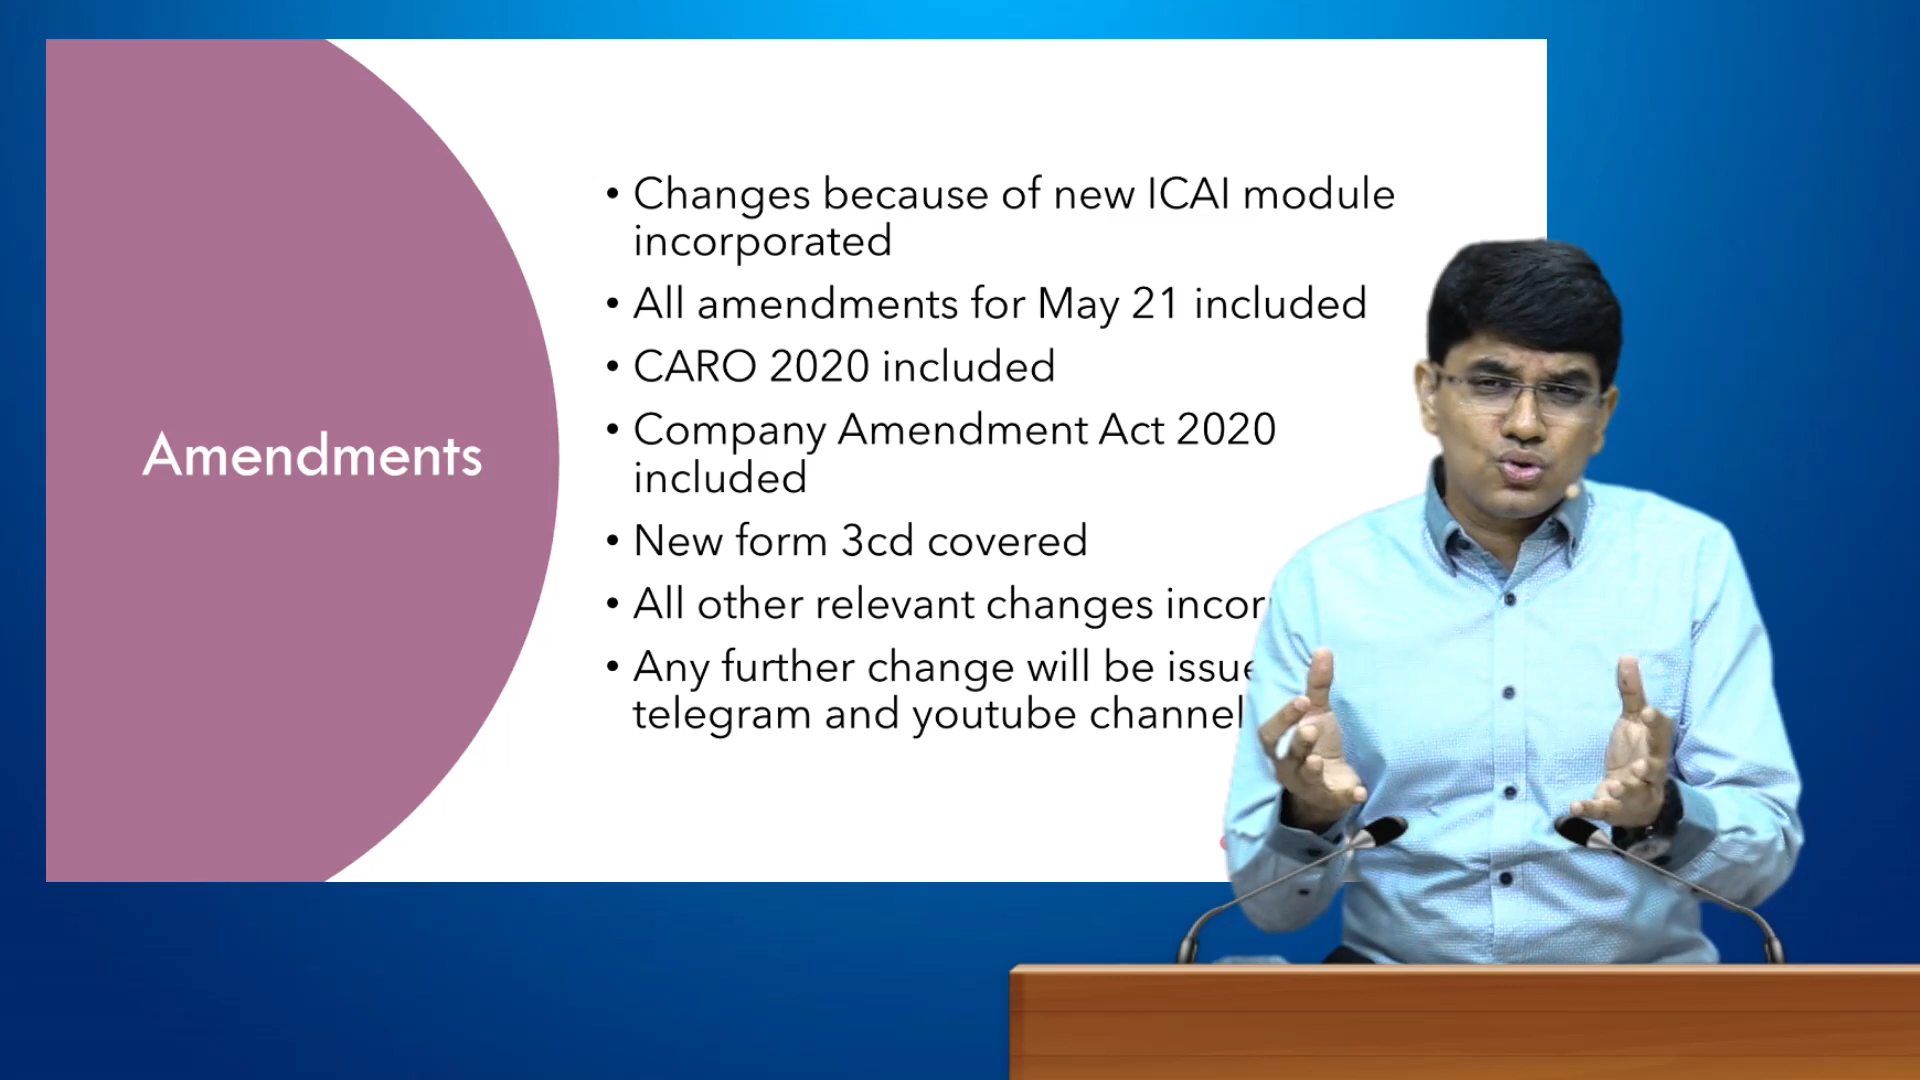 Amendments
• Changes because of new ICAI module
incorporated
• All amendments for May 21 included
• CARO 2020 included
• Company Amendment Act 2020
included
• New form 3cd covered
• All other relevant changes
• Any further change will be
telegram and youtube channel